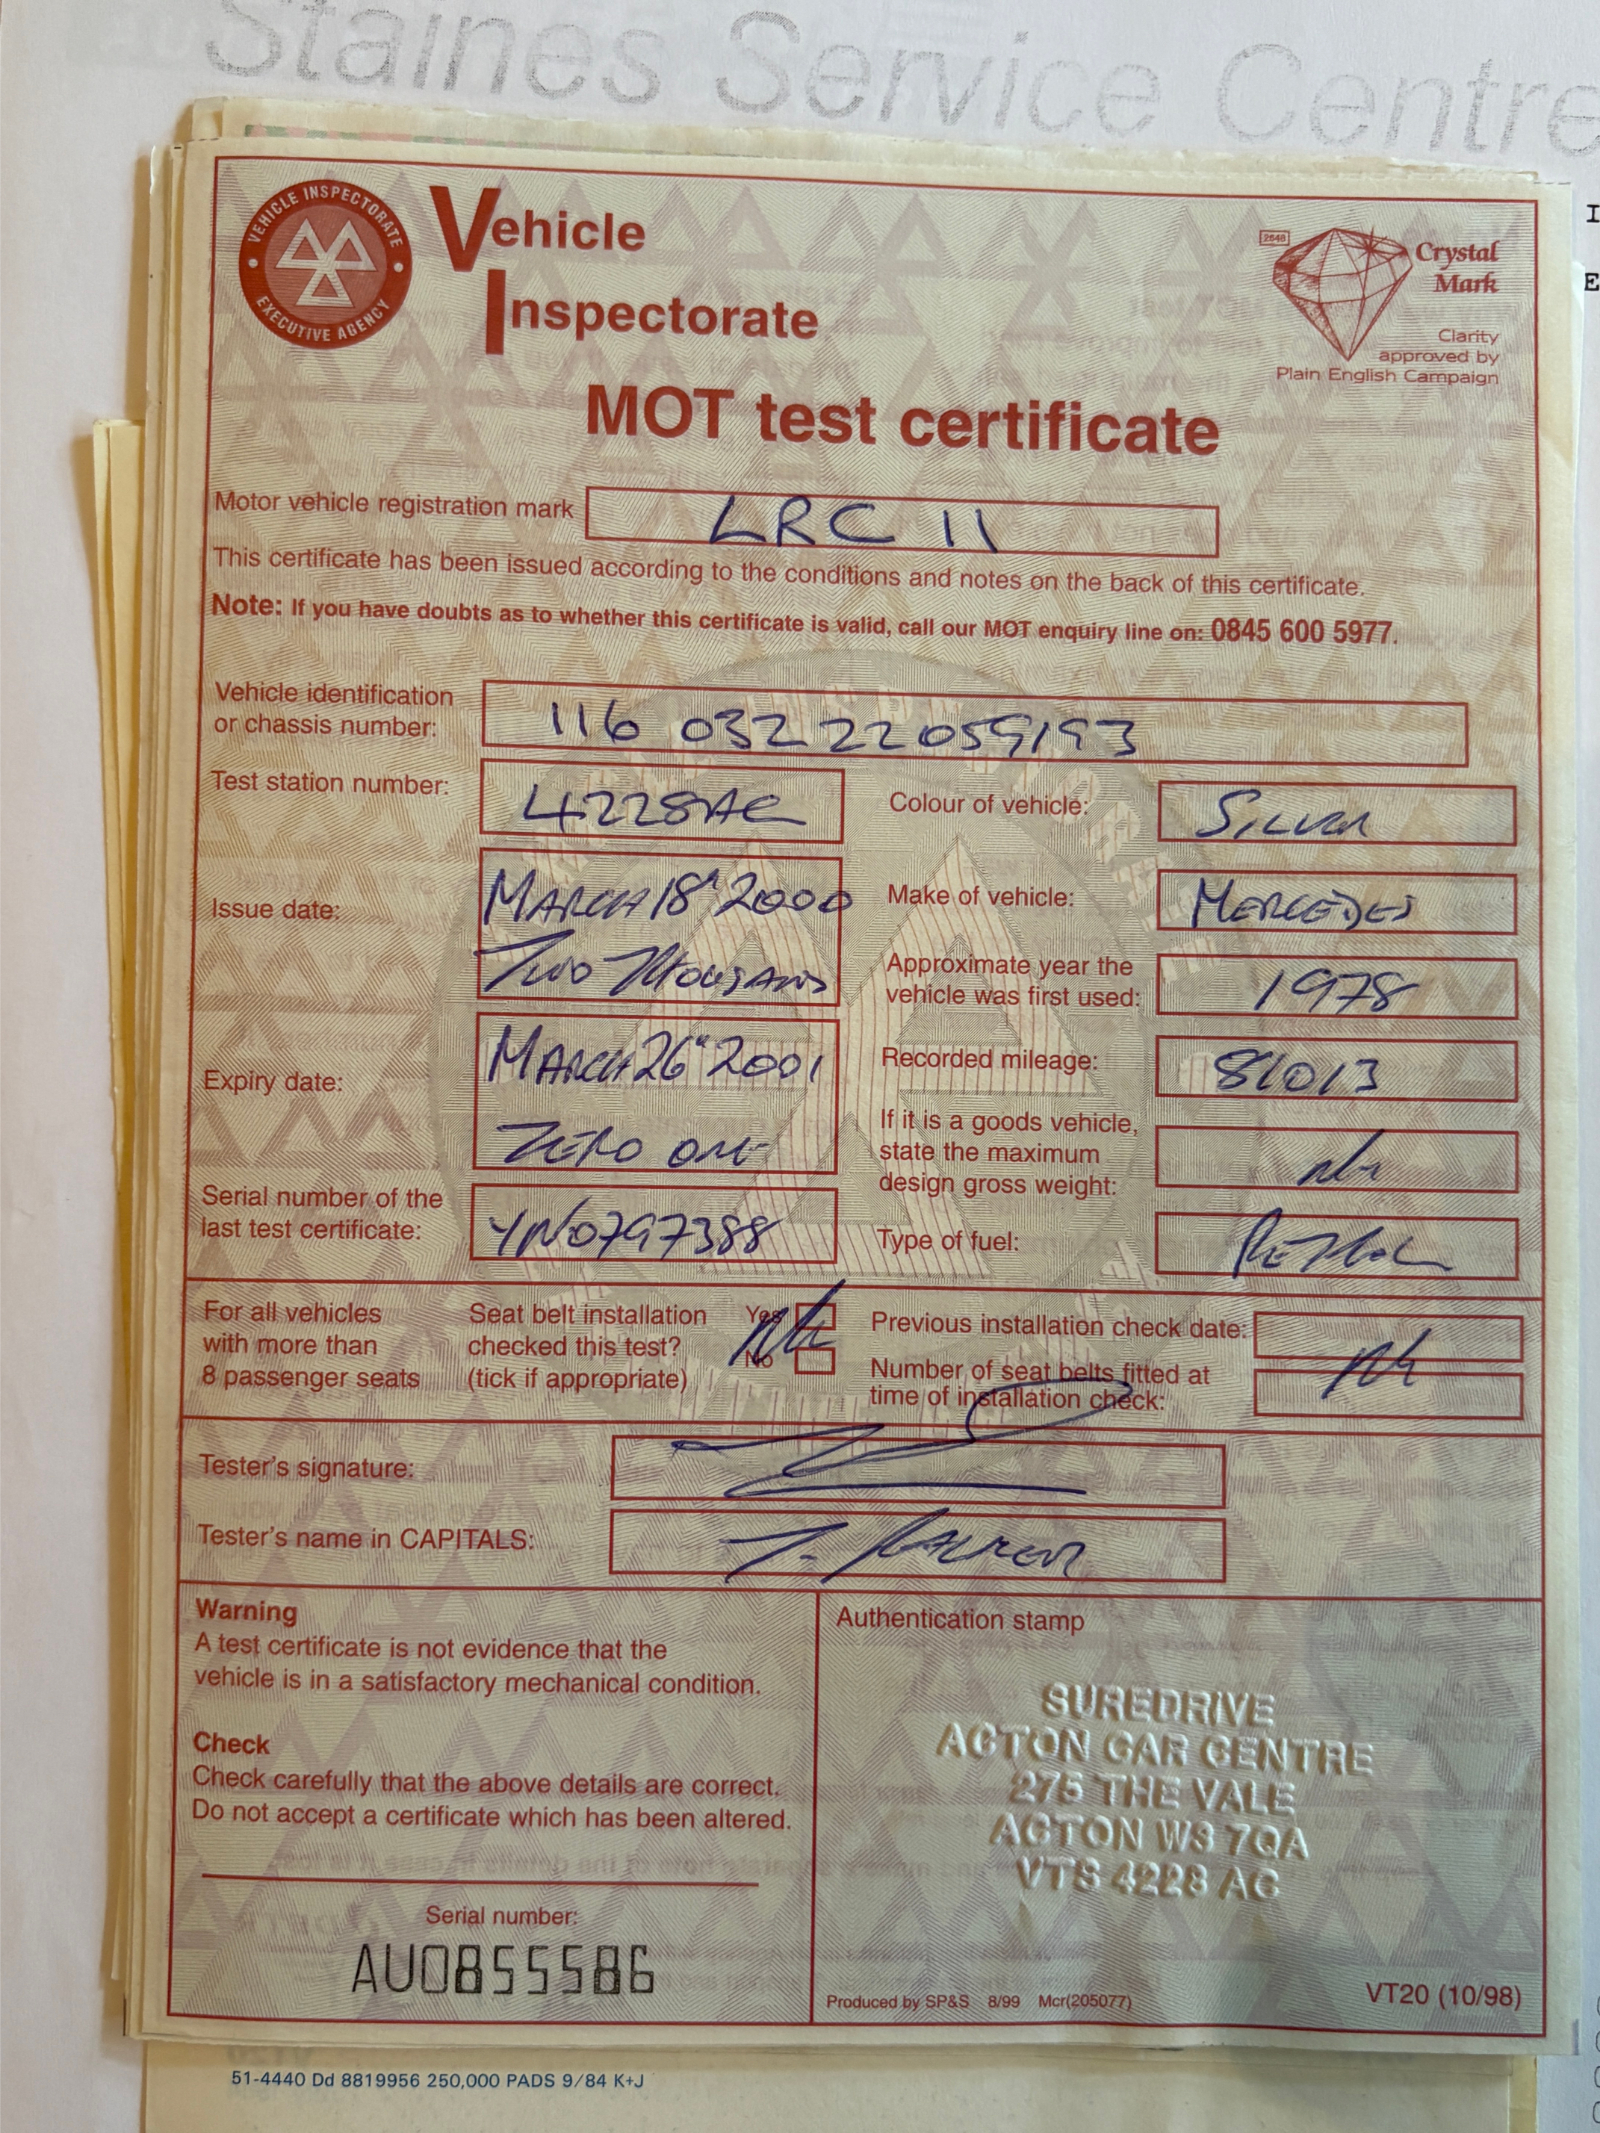 Staines Service Centre
VEHICLE INSPECTORATE
EXECUTIVE AGENCY
Vehicle
Inspectorate
2648
Crystal
Mark
Clarity
approved by
Plain English Campaign
MOT test certificate
Motor vehicle registration mark LRC 11
This certificate has been issued according to the conditions and notes on the back of this certificate.
Note: If you have doubts as to whether this certificate is valid, call our MOT enquiry line on: 0845 600 5977.
Vehicle identification
or chassis number: 116 032 22 059193
Test station number: 4228AC
Colour of vehicle: SILVER
Issue date: MARCH 18th 2000
TWO THOUSAND
Make of vehicle: MERCEDES
Approximate year the
vehicle was first used: 1978
Expiry date: MARCH 26th 2001
ZERO ONE
Recorded mileage: 81013
If it is a goods vehicle,
state the maximum
design gross weight: n/a
Serial number of the
last test certificate: YN0797388
Type of fuel: PETROL
For all vehicles
with more than
8 passenger seats
Seat belt installation
checked this test?
(tick if appropriate)
Yes
No
n/a
Previous installation check date:
Number of seat belts fitted at
time of installation check:
n/a
Tester's signature:
Tester's name in CAPITALS:
Warning
A test certificate is not evidence that the
vehicle is in a satisfactory mechanical condition.
Check
Check carefully that the above details are correct.
Do not accept a certificate which has been altered.
Serial number:
AU0855586
Authentication stamp
SUREDRIVE
ACTON CAR CENTRE
275 THE VALE
ACTON W3 7QA
VTS 4228 AC
Produced by SP&S 8/99 Mcr(205077)
VT20 (10/98)
51-4440 Dd 8819956 250,000 PADS 9/84 K+J